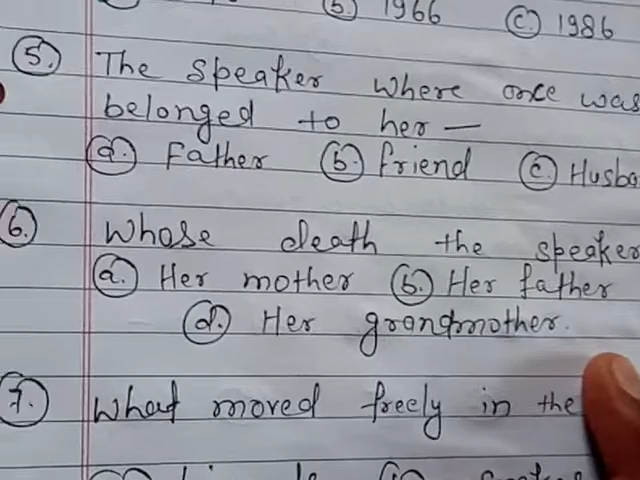 (b) 1966 (c) 1986
(5.) The speaker where once was
belonged to her —
(a.) Father (b.) friend (c.) Husba
(6.) Whose death the speaker
(a.) Her mother (b.) Her father
(d.) Her grandmother.
(7.) What moved freely in the